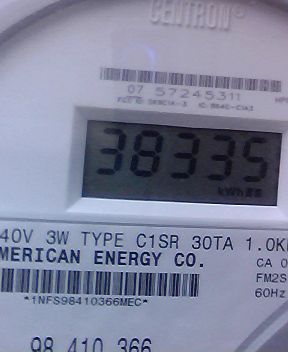 CENTRON®
07 57245311
38335
kWh
40V 3W TYPE C1SR 30TA 1.0K
MERICAN ENERGY CO.
CA 0
FM2S
60Hz
*1NFS98410366MEC*
98 410 366